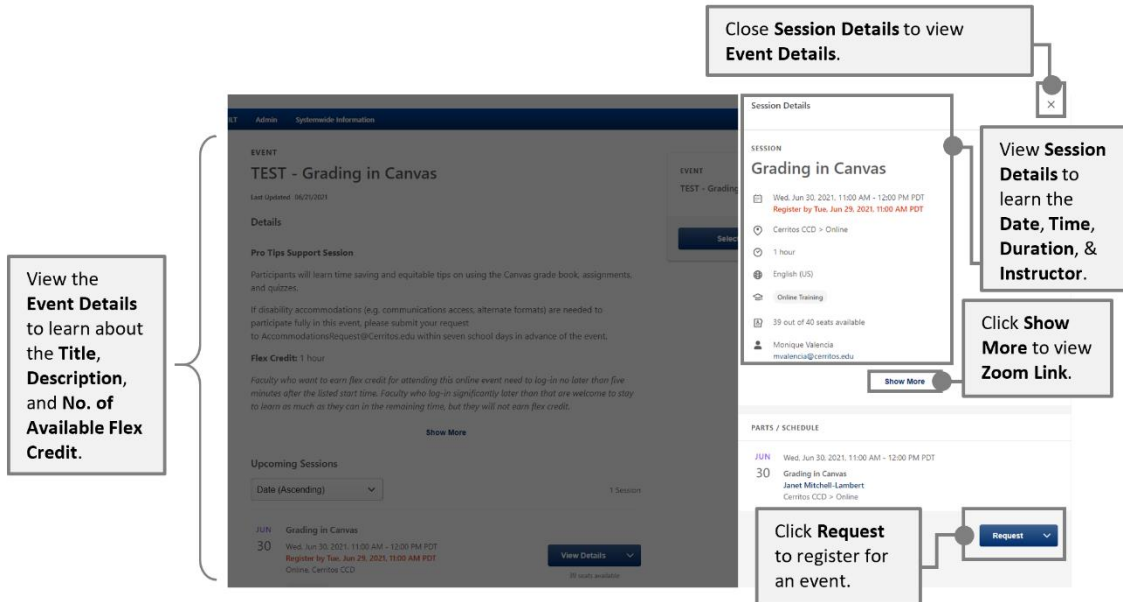 Close Session Details to view
Event Details.
ILT Admin Systemwide Information
EVENT
TEST - Grading in Canvas
Last Updated 06/21/2021
Details
Pro Tips Support Session
Participants will learn time saving and equitable tips on using the Canvas grade book, assignments,
and quizzes.
If disability accommodations (e.g. communications access, alternate formats) are needed to
participate fully in this event, please submit your request
to AccommodationsRequest@Cerritos.edu within seven school days in advance of the event.
Flex Credit: 1 hour
Faculty who want to earn flex credit for attending this online event need to log-in no later than five
minutes after the listed start time. Faculty who log-in significantly later than that are welcome to stay
to learn as much as they can in the remaining time, but they will not earn flex credit.
Show More
Upcoming Sessions
Date (Ascending)
1 Session
JUN
30
Grading in Canvas
Wed, Jun 30, 2021, 11:00 AM - 12:00 PM PDT
Register by Tue, Jun 29, 2021, 11:00 AM PDT
Online, Cerritos CCD
View Details
39 seats available
EVENT
TEST - Grading
Select
View the
Event Details
to learn about
the Title,
Description,
and No. of
Available Flex
Credit.
Session Details
SESSION
Grading in Canvas
Wed, Jun 30, 2021, 11:00 AM - 12:00 PM PDT
Register by Tue, Jun 29, 2021, 11:00 AM PDT
Cerritos CCD > Online
1 hour
English (US)
Online Training
39 out of 40 seats available
Monique Valencia
mvalencia@cerritos.edu
Show More
View Session
Details to
learn the
Date, Time,
Duration, &
Instructor.
Click Show
More to view
Zoom Link.
PARTS / SCHEDULE
JUN
30
Wed, Jun 30, 2021, 11:00 AM - 12:00 PM PDT
Grading in Canvas
Janet Mitchell-Lambert
Cerritos CCD > Online
Click Request
to register for
an event.
Request